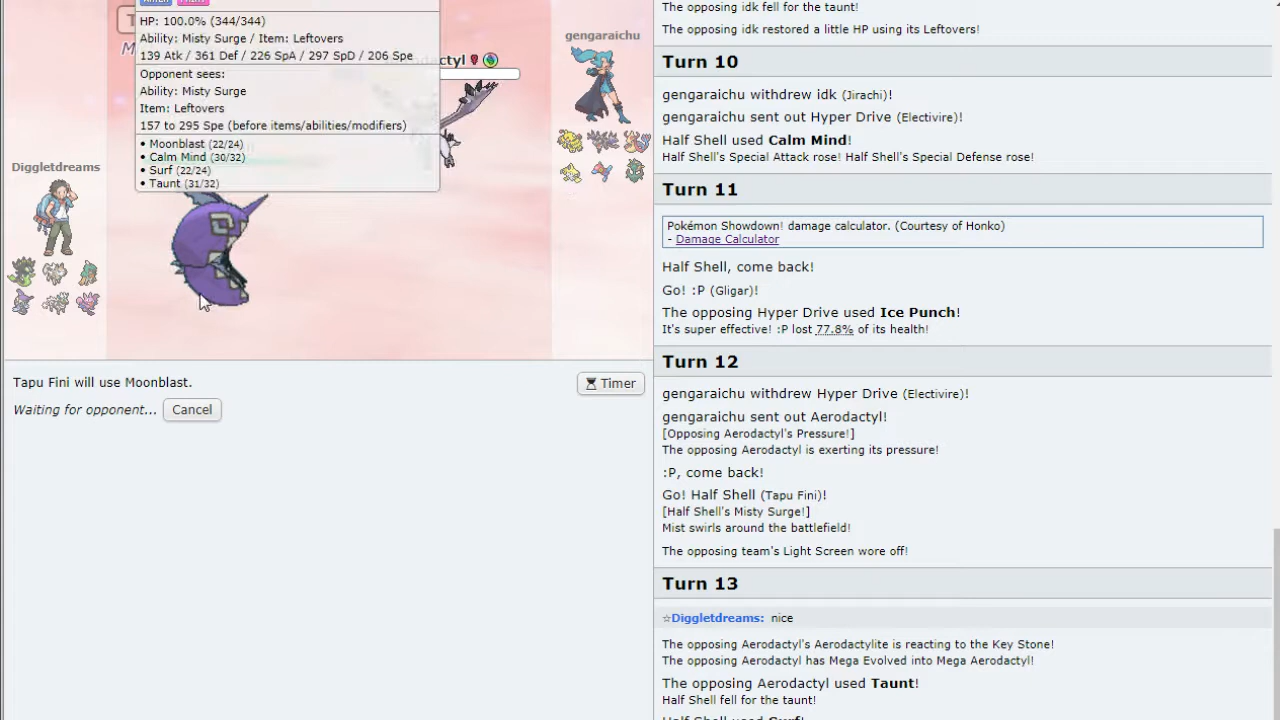 HP: 100.0% (344/344)
Ability: Misty Surge / Item: Leftovers
139 Atk / 361 Def / 226 SpA / 297 SpD / 206 Spe
Opponent sees:
Ability: Misty Surge
Item: Leftovers
157 to 295 Spe (before items/abilities/modifiers)
• Moonblast (22/24)
• Calm Mind (30/32)
• Surf (22/24)
• Taunt (31/32)
dactyl
gengaraichu
Diggletdreams
Tapu Fini will use Moonblast.
Timer
Waiting for opponent... Cancel
The opposing idk fell for the taunt!
The opposing idk restored a little HP using its Leftovers!
Turn 10
gengaraichu withdrew idk (Jirachi)!
gengaraichu sent out Hyper Drive (Electivire)!
Half Shell used Calm Mind!
Half Shell's Special Attack rose! Half Shell's Special Defense rose!
Turn 11
Pokémon Showdown! damage calculator. (Courtesy of Honko)
- Damage Calculator
Half Shell, come back!
Go! :P (Gligar)!
The opposing Hyper Drive used Ice Punch!
It's super effective! :P lost 77.8% of its health!
Turn 12
gengaraichu withdrew Hyper Drive (Electivire)!
gengaraichu sent out Aerodactyl!
[Opposing Aerodactyl's Pressure!]
The opposing Aerodactyl is exerting its pressure!
:P, come back!
Go! Half Shell (Tapu Fini)!
[Half Shell's Misty Surge!]
Mist swirls around the battlefield!
The opposing team's Light Screen wore off!
Turn 13
☆Diggletdreams: nice
The opposing Aerodactyl's Aerodactylite is reacting to the Key Stone!
The opposing Aerodactyl has Mega Evolved into Mega Aerodactyl!
The opposing Aerodactyl used Taunt!
Half Shell fell for the taunt!
Half Shell used Surf!